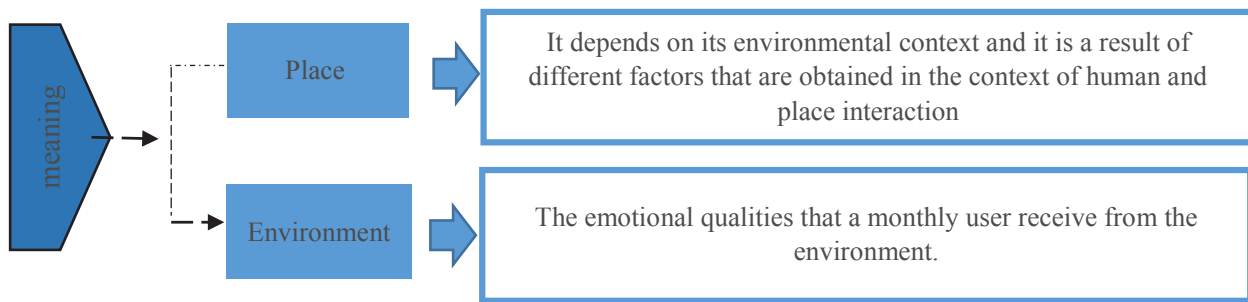 meaning
Place
It depends on its environmental context and it is a result of
different factors that are obtained in the context of human and
place interaction
Environment
The emotional qualities that a monthly user receive from the
environment.